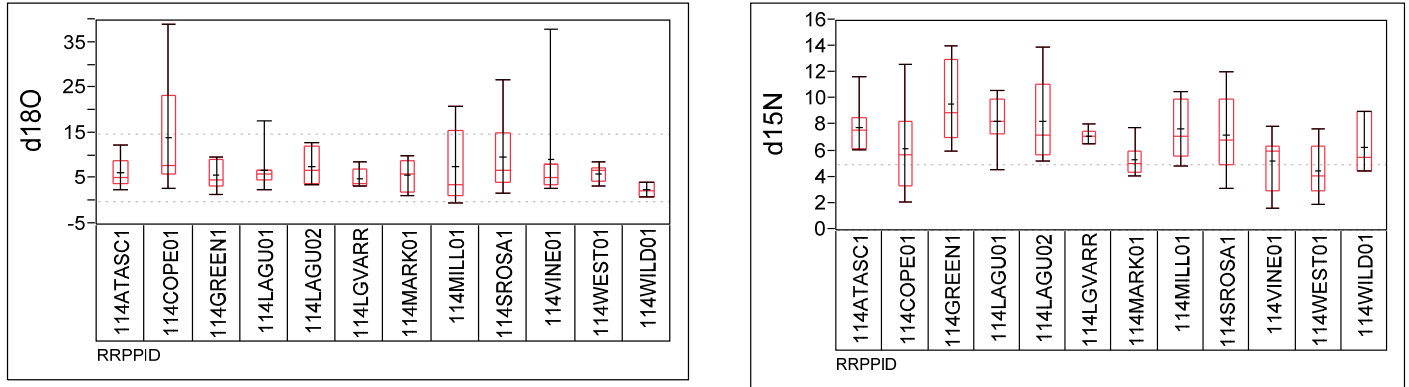 d18O
35
25
15
5
-5
114ATASC1
114COPE01
114GREEN1
114LAGU01
114LAGU02
114LGVARR
114MARK01
114MILL01
114SROSA1
114VINE01
114WEST01
114WILD01
RRPPID
d15N
16
14
12
10
8
6
4
2
0
114ATASC1
114COPE01
114GREEN1
114LAGU01
114LAGU02
114LGVARR
114MARK01
114MILL01
114SROSA1
114VINE01
114WEST01
114WILD01
RRPPID